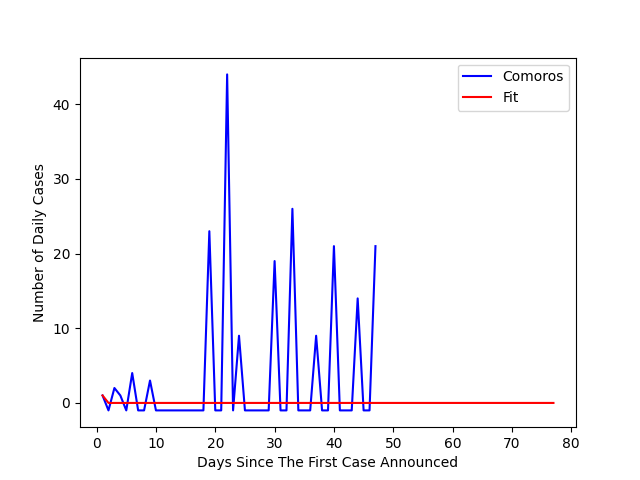 Comoros
Fit
40
30
20
10
0
Number of Daily Cases
0 10 20 30 40 50 60 70 80
Days Since The First Case Announced